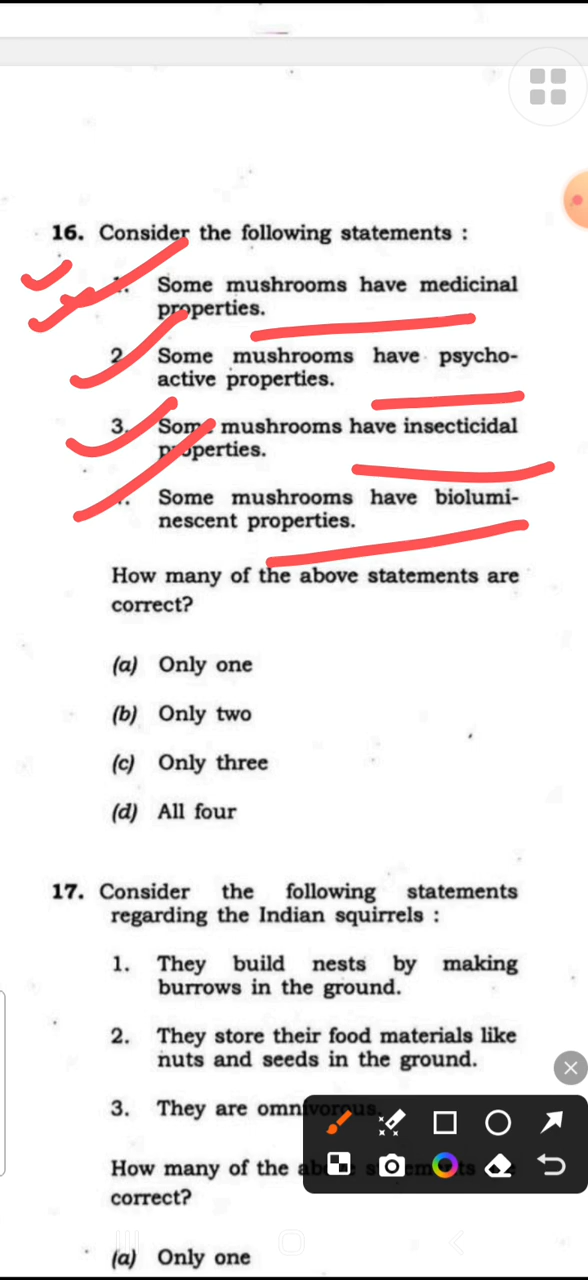 16. Consider the following statements :
Some mushrooms have medicinal
properties.
2. Some mushrooms have psycho-
active properties.
3. Some mushrooms have insecticidal
properties.
Some mushrooms have biolumi-
nescent properties.
How many of the above statements are
correct?
(a) Only one
(b) Only two
(c) Only three
(d) All four
17. Consider the following statements
regarding the Indian squirrels :
1. They build nests by making
burrows in the ground.
2. They store their food materials like
nuts and seeds in the ground.
3. They are omnivorous.
How many of the above statements are
correct?
(a) Only one